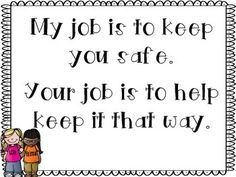 My job is to keep
you safe.
Your job is to help
keep it that way.